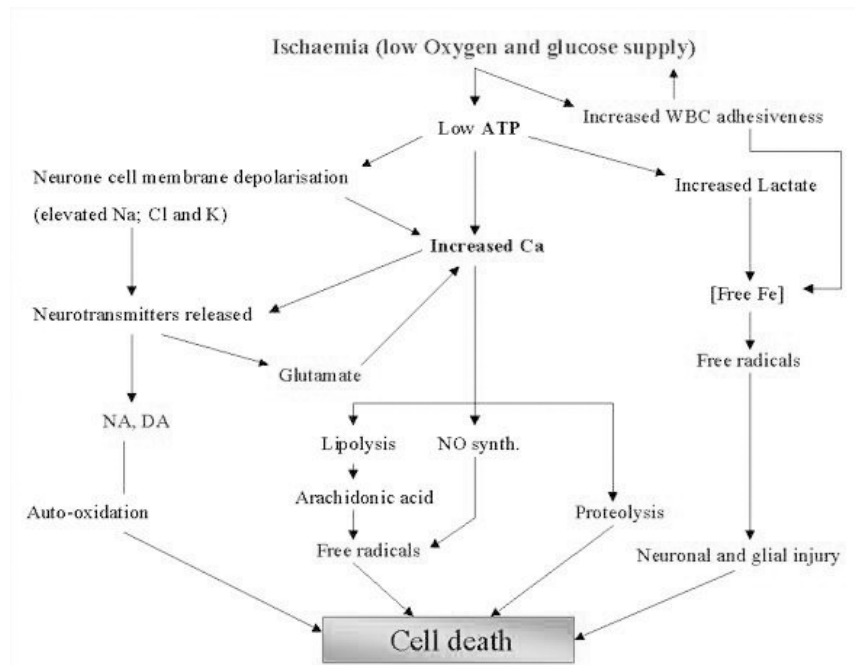 Ischaemia (low Oxygen and glucose supply)
Increased WBC adhesiveness
Low ATP
Neurone cell membrane depolarisation
(elevated Na; Cl and K)
Increased Lactate
Increased Ca
[Free Fe]
Neurotransmitters released
Glutamate
Free radicals
NA, DA
Lipolysis
NO synth.
Arachidonic acid
Auto-oxidation
Proteolysis
Free radicals
Neuronal and glial injury
Cell death